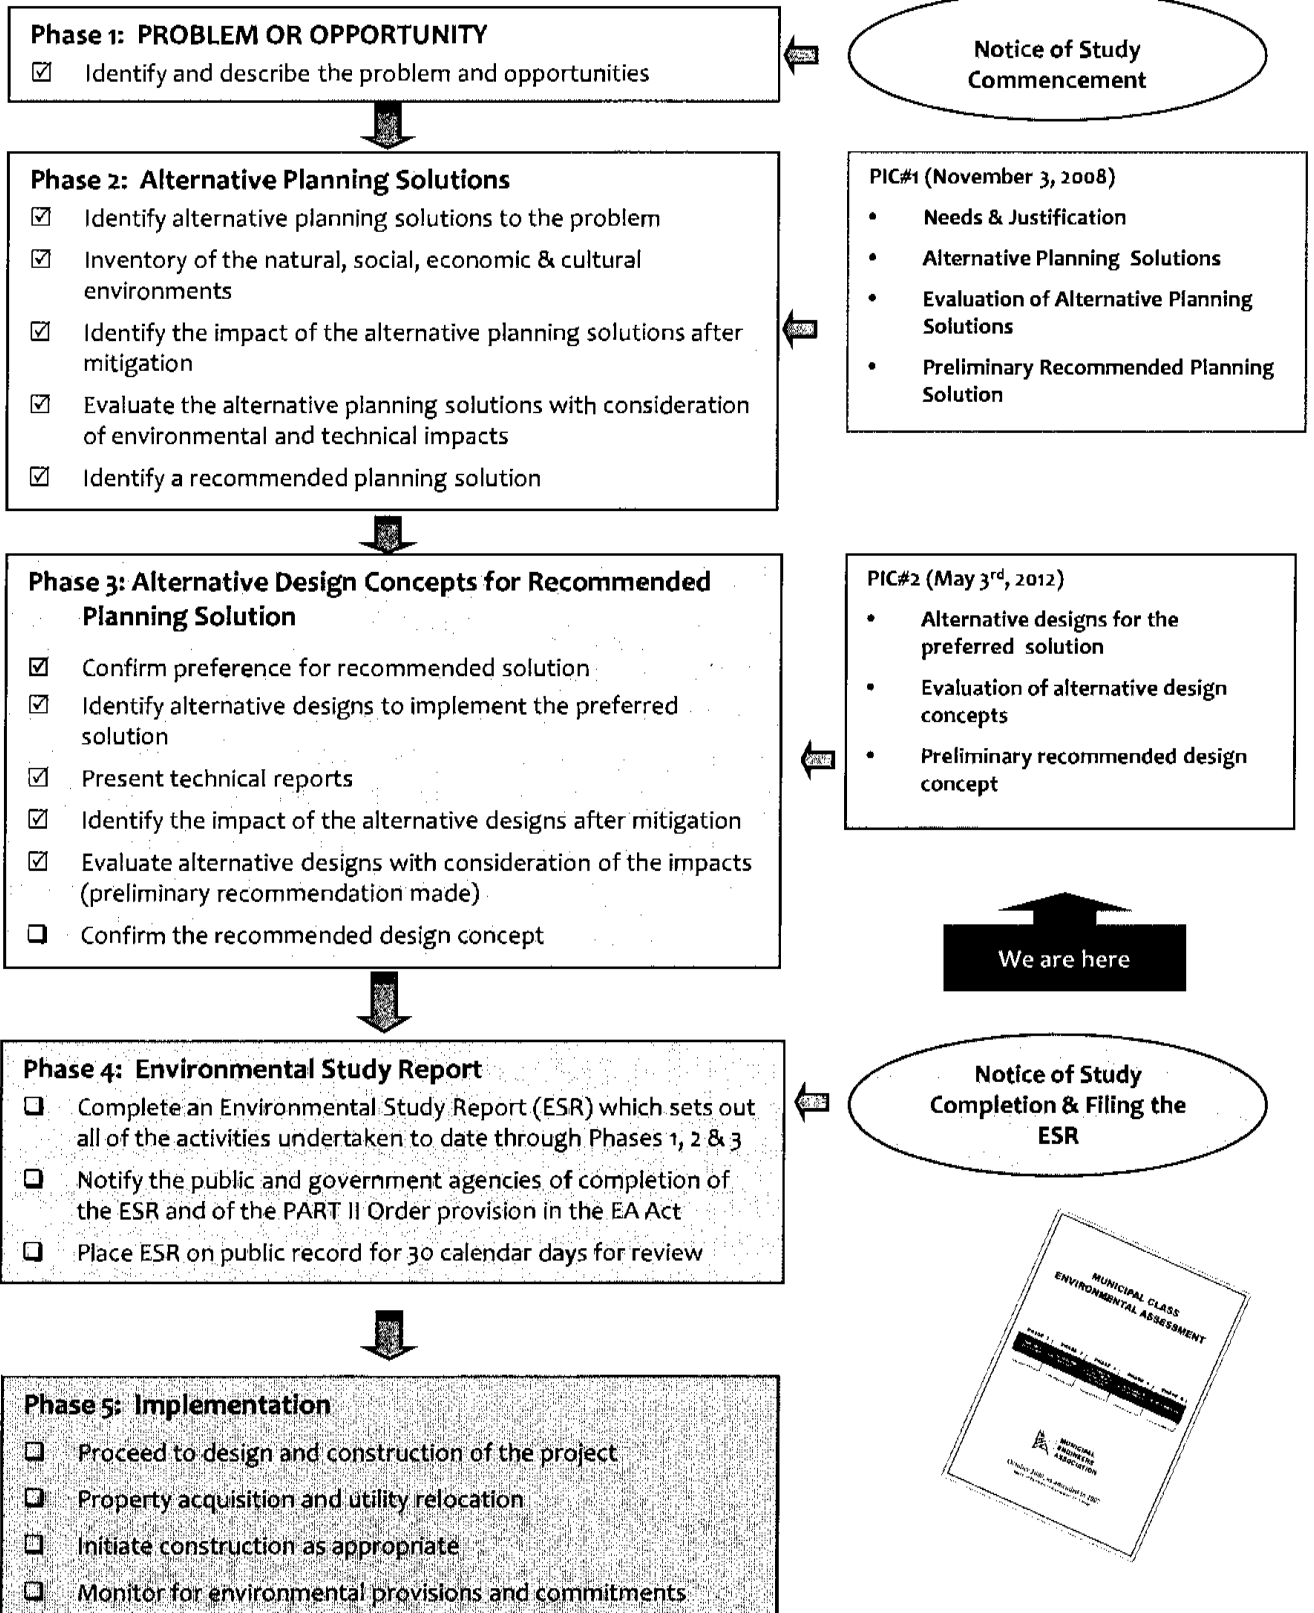 Phase 1: PROBLEM OR OPPORTUNITY
☑ Identify and describe the problem and opportunities
Notice of Study
Commencement
Phase 2: Alternative Planning Solutions
☑ Identify alternative planning solutions to the problem
☑ Inventory of the natural, social, economic & cultural
environments
☑ Identify the impact of the alternative planning solutions after
mitigation
☑ Evaluate the alternative planning solutions with consideration
of environmental and technical impacts
☑ Identify a recommended planning solution
PIC#1 (November 3, 2008)
• Needs & Justification
• Alternative Planning Solutions
• Evaluation of Alternative Planning
Solutions
• Preliminary Recommended Planning
Solution
Phase 3: Alternative Design Concepts for Recommended
Planning Solution
☑ Confirm preference for recommended solution
☑ Identify alternative designs to implement the preferred
solution
☑ Present technical reports
☑ Identify the impact of the alternative designs after mitigation
☑ Evaluate alternative designs with consideration of the impacts
(preliminary recommendation made)
❑ Confirm the recommended design concept
PIC#2 (May 3rd, 2012)
• Alternative designs for the
preferred solution
• Evaluation of alternative design
concepts
• Preliminary recommended design
concept
We are here
Phase 4: Environmental Study Report
❑ Complete an Environmental Study Report (ESR) which sets out
all of the activities undertaken to date through Phases 1, 2 & 3
❑ Notify the public and government agencies of completion of
the ESR and of the PART II Order provision in the EA Act
❑ Place ESR on public record for 30 calendar days for review
Notice of Study
Completion & Filing the
ESR
MUNICIPAL CLASS
ENVIRONMENTAL ASSESSMENT
MUNICIPAL
ENGINEERS
ASSOCIATION
Phase 5: Implementation
❑ Proceed to design and construction of the project
❑ Property acquisition and utility relocation
❑ Initiate construction as appropriate
❑ Monitor for environmental provisions and commitments